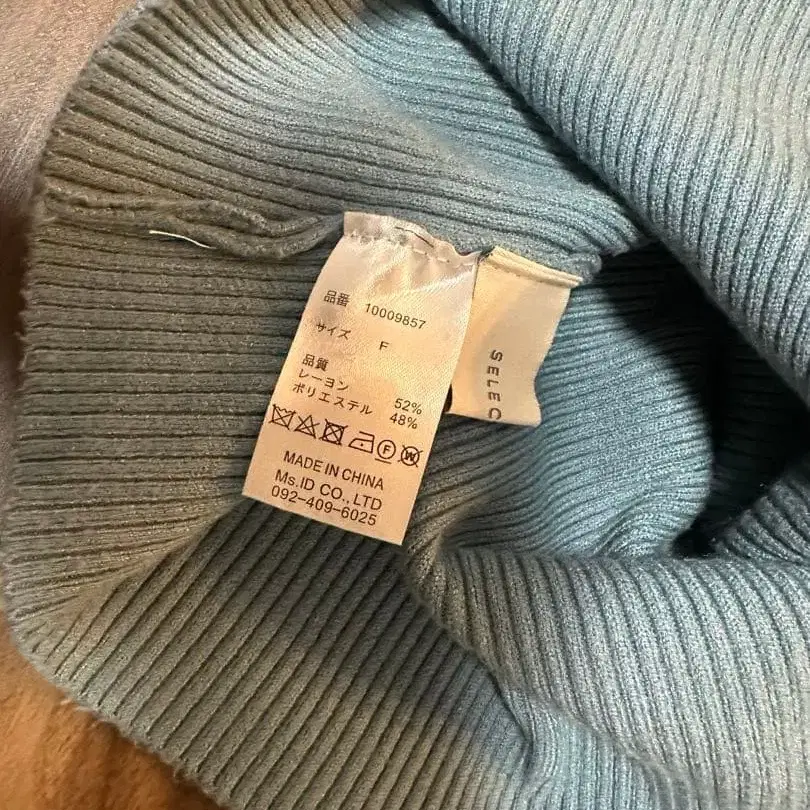 品番 10009857
サイズ F
品質
レーヨン 52%
ポリエステル 48%
F W
MADE IN CHINA
Ms.ID CO.,LTD
092-409-6025
SELEC